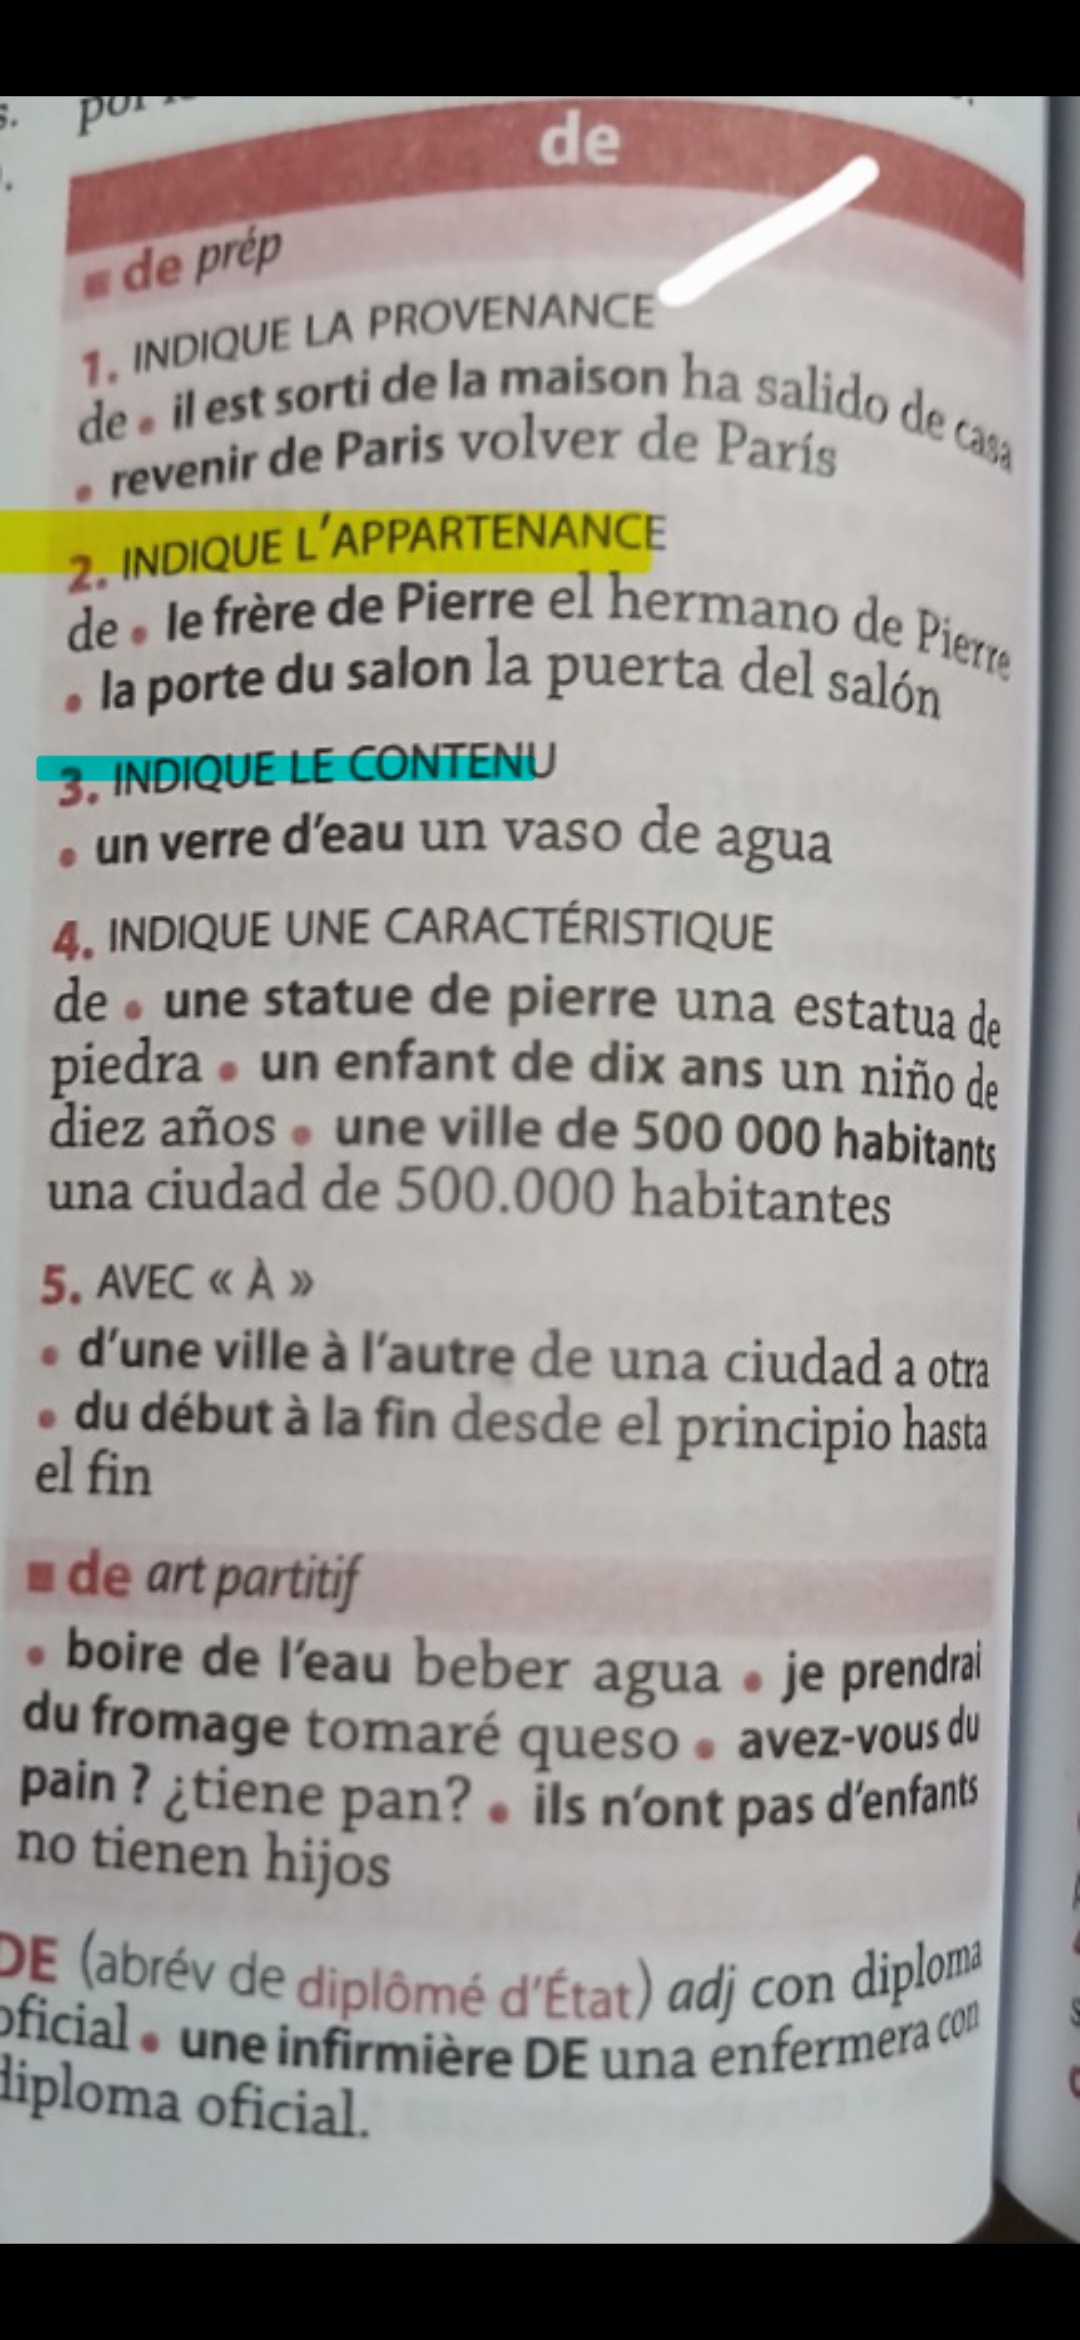 de
■ de prép
1. INDIQUE LA PROVENANCE
de • il est sorti de la maison ha salido de casa
• revenir de Paris volver de París
2. INDIQUE L'APPARTENANCE
de • le frère de Pierre el hermano de Pierre
• la porte du salon la puerta del salón
3. INDIQUE LE CONTENU
• un verre d'eau un vaso de agua
4. INDIQUE UNE CARACTÉRISTIQUE
de • une statue de pierre una estatua de
piedra • un enfant de dix ans un niño de
diez años • une ville de 500 000 habitants
una ciudad de 500.000 habitantes
5. AVEC « À »
• d'une ville à l'autre de una ciudad a otra
• du début à la fin desde el principio hasta
el fin
■ de art partitif
• boire de l'eau beber agua • je prendrai
du fromage tomaré queso • avez-vous du
pain ? ¿tiene pan? • ils n'ont pas d'enfants
no tienen hijos
DE (abrév de diplômé d'État) adj con diploma
oficial • une infirmière DE una enfermera con
diploma oficial.